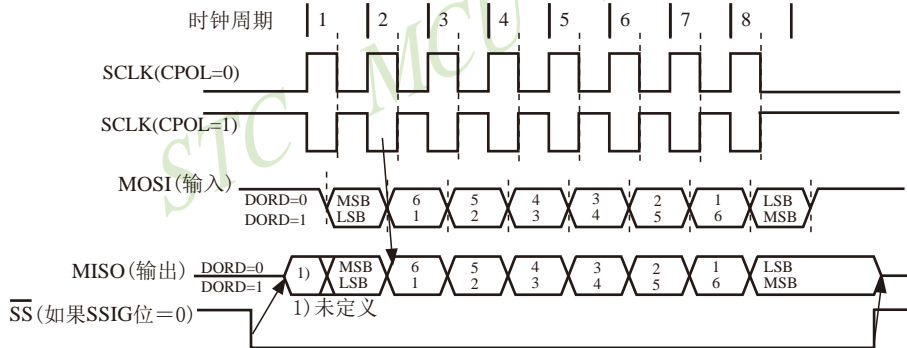 时钟周期 1 2 3 4 5 6 7 8
SCLK(CPOL=0)
SCLK(CPOL=1)
STC MCU
MOSI(输入)
DORD=0 MSB 6 5 4 3 2 1 LSB
DORD=1 LSB 1 2 3 4 5 6 MSB
MISO(输出)
DORD=0 1) MSB 6 5 4 3 2 1 LSB
DORD=1 LSB 1 2 3 4 5 6 MSB
1)未定义
SS(如果SSIG位=0)